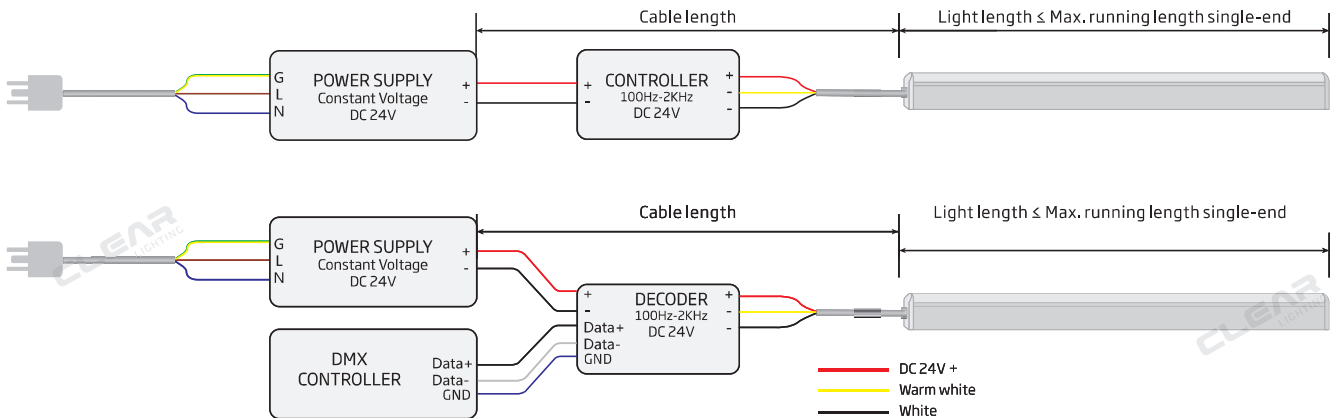 Cable length
Light length ≤ Max. running length single-end
G
L
N
POWER SUPPLY
Constant Voltage
DC 24V
+
-
+
-
CONTROLLER
100Hz-2KHz
DC 24V
+
-
-
Cable length
Light length ≤ Max. running length single-end
G
L
N
POWER SUPPLY
Constant Voltage
DC 24V
+
-
+
-
Data+
Data-
GND
DECODER
100Hz-2KHz
DC 24V
+
-
-
DMX
CONTROLLER
Data+
Data-
GND
DC 24V +
Warm white
White
CLEAR
LIGHTING
CLEAR
LIGHTING